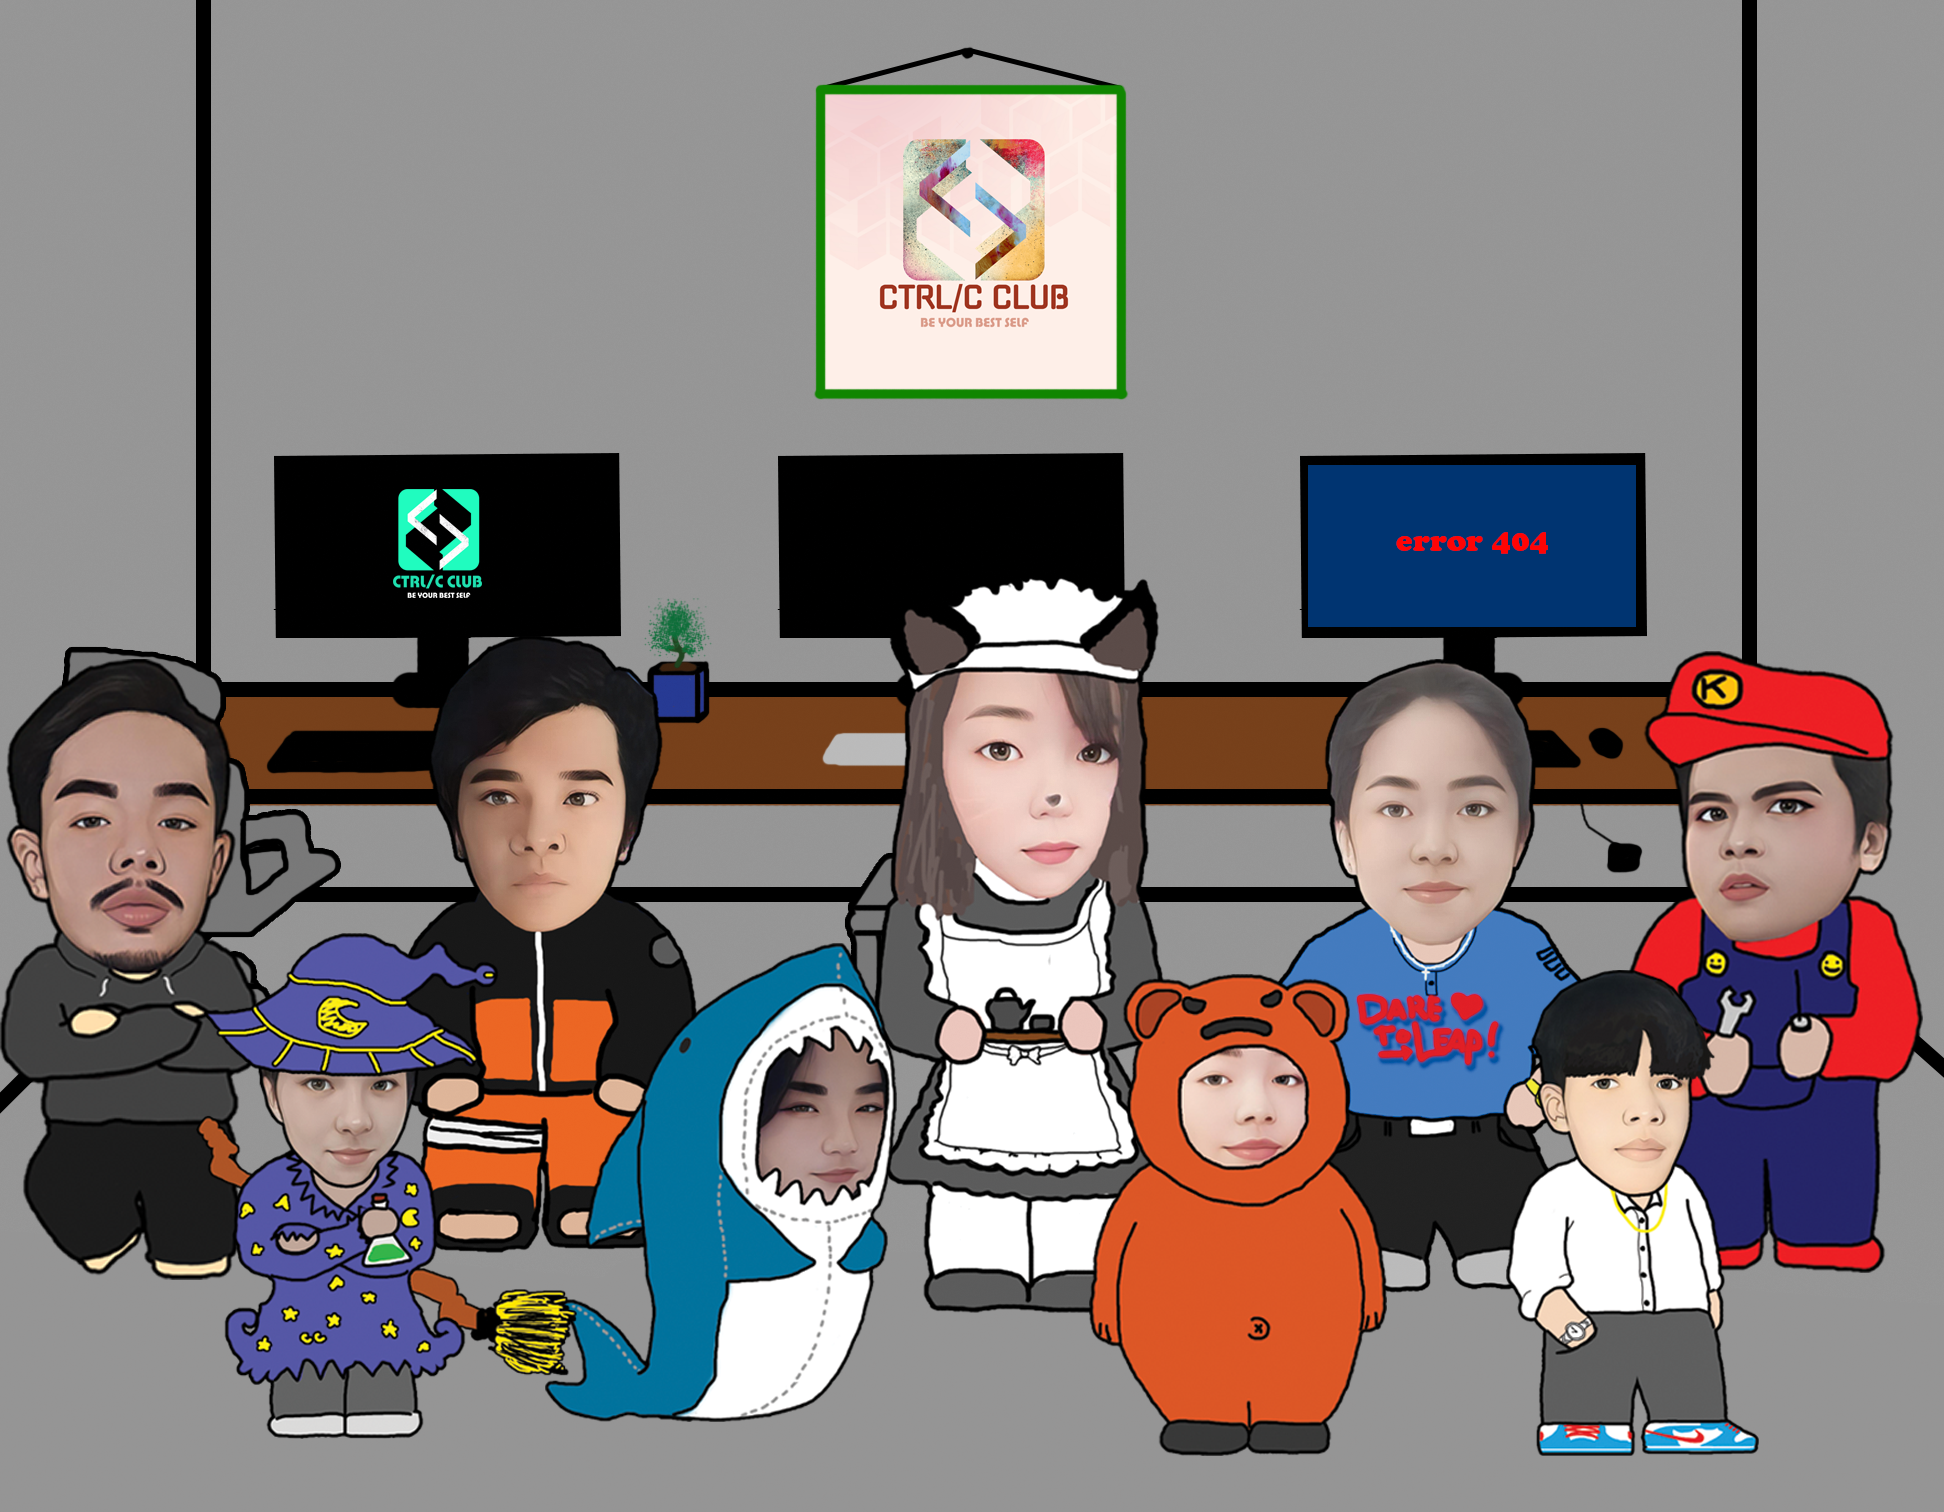 CTRL/C CLUB
BE YOUR BEST SELF
CTRL/C CLUB
BE YOUR BEST SELF
error 404
K
DARE
To LEAP!